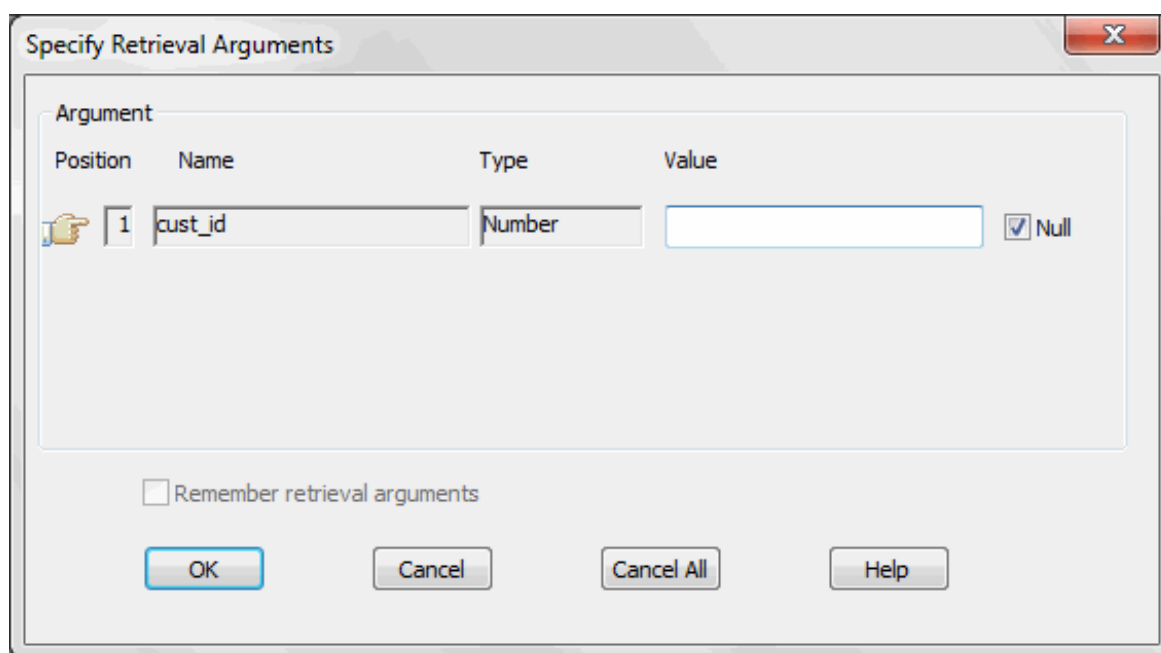 Specify Retrieval Arguments
Argument
Position Name Type Value
1 cust_id Number Null
Remember retrieval arguments
OK Cancel Cancel All Help